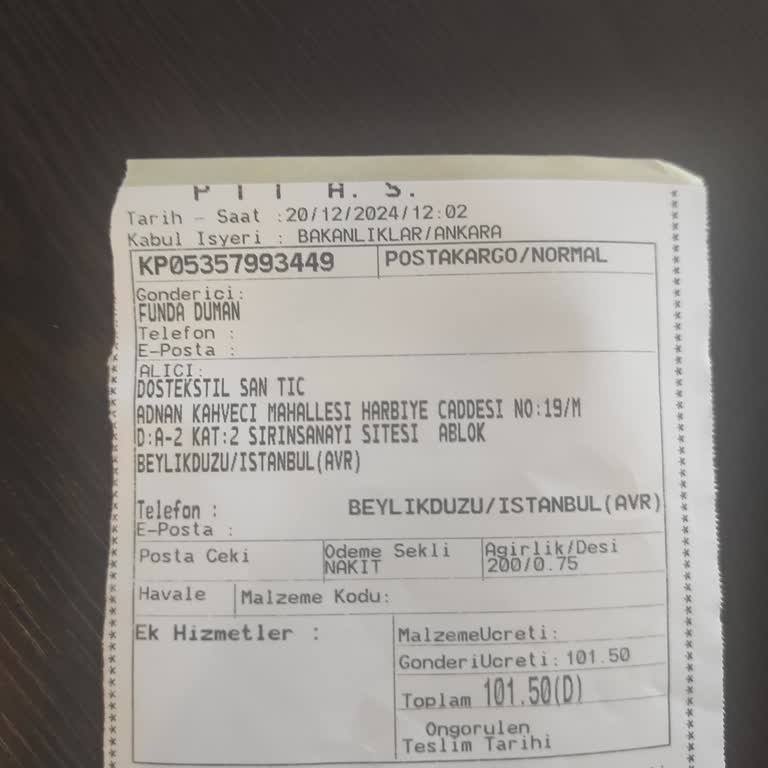 P T T A. S.
Tarih - Saat :20/12/2024/12:02
Kabul Isyeri : BAKANLIKLAR/ANKARA
KP05357993449 POSTAKARGO/NORMAL
Gonderici:
FUNDA DUMAN
Telefon :
E-Posta :
ALICI:
DOSTEKSTIL SAN TIC
ADNAN KAHVECI MAHALLESI HARBIYE CADDESI NO:19/M
D:A-2 KAT:2 SIRINSANAYI SITESI ABLOK
BEYLIKDUZU/ISTANBUL(AVR)
Telefon : BEYLIKDUZU/ISTANBUL(AVR)
E-Posta :
Posta Ceki Odeme Sekli Agirlik/Desi
NAKIT 200/0.75
Havale Malzeme Kodu:
Ek Hizmetler : MalzemeUcreti:
GonderiUcreti: 101.50
Toplam 101.50(D)
Ongorulen
Teslim Tarihi